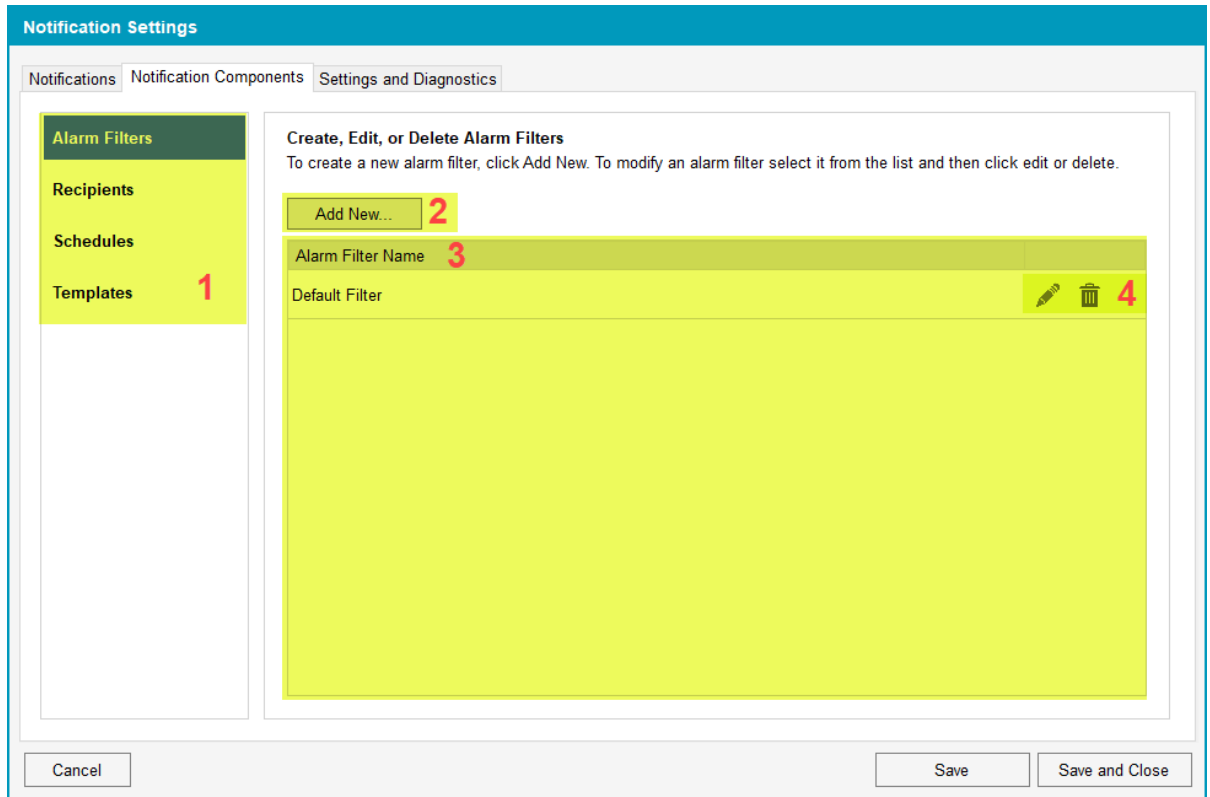 Notification Settings
Notifications Notification Components Settings and Diagnostics
Alarm Filters
Recipients
Schedules
Templates 1
Create, Edit, or Delete Alarm Filters
To create a new alarm filter, click Add New. To modify an alarm filter select it from the list and then click edit or delete.
Add New... 2
Alarm Filter Name 3
Default Filter 4
Cancel Save Save and Close